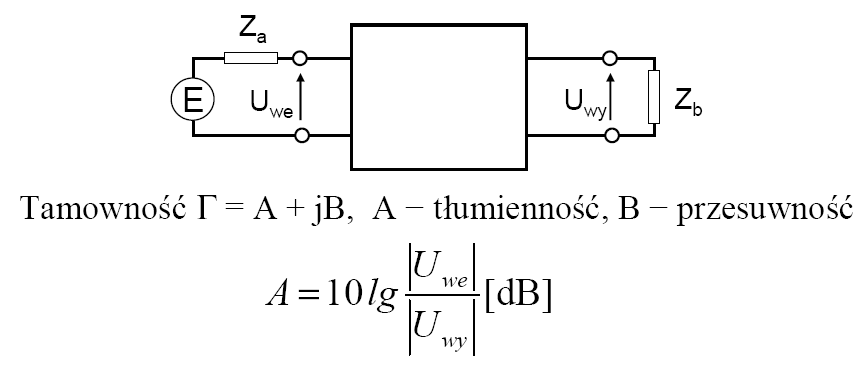 Z_a
E
U_we
U_wy
Z_b
Tamowność Γ = A + jB, A − tłumienność, B − przesuwność
A = 10 lg |U_we| / |U_wy| [dB]